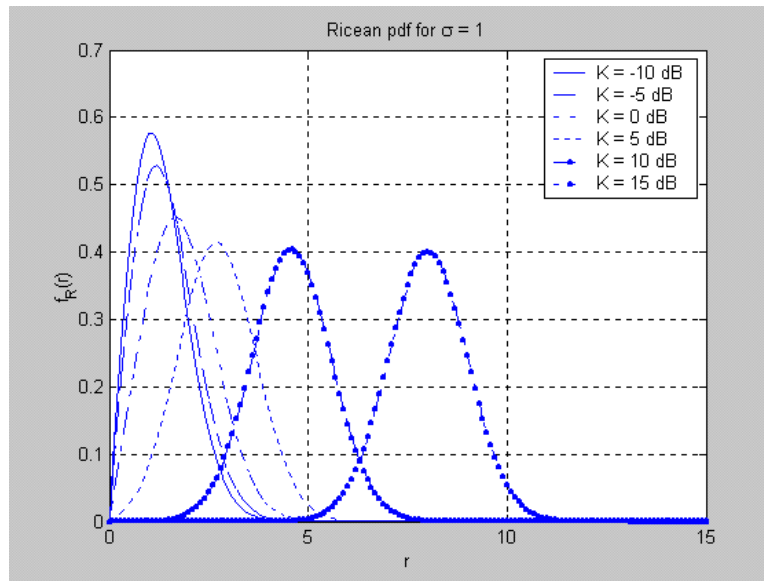 Ricean pdf for σ = 1
0.7
0.6
0.5
0.4
0.3
0.2
0.1
0
f_R(r)
K = -10 dB
K = -5 dB
K = 0 dB
K = 5 dB
K = 10 dB
K = 15 dB
0 5 10 15
r